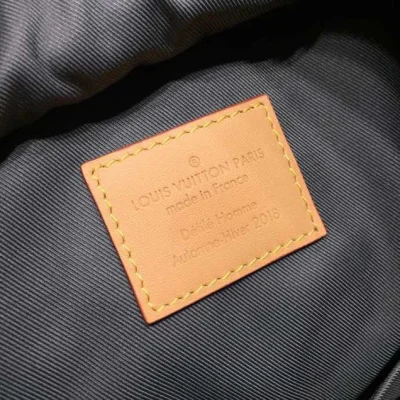 ®
LOUIS VUITTON PARIS
made in France
Défilé Homme
Automne-Hiver 2018